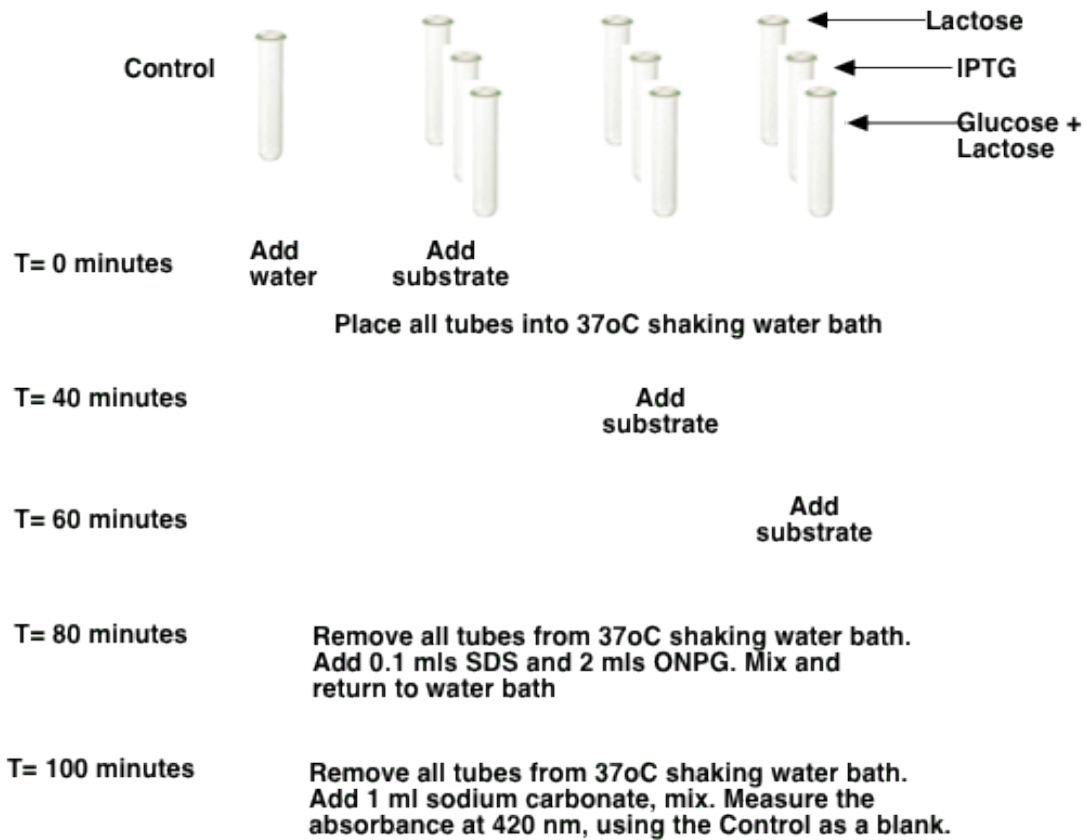 Lactose
Control
IPTG
Glucose +
Lactose
T= 0 minutes
Add
water
Add
substrate
Place all tubes into 37oC shaking water bath
T= 40 minutes
Add
substrate
T= 60 minutes
Add
substrate
T= 80 minutes
Remove all tubes from 37oC shaking water bath.
Add 0.1 mls SDS and 2 mls ONPG. Mix and
return to water bath
T= 100 minutes
Remove all tubes from 37oC shaking water bath.
Add 1 ml sodium carbonate, mix. Measure the
absorbance at 420 nm, using the Control as a blank.